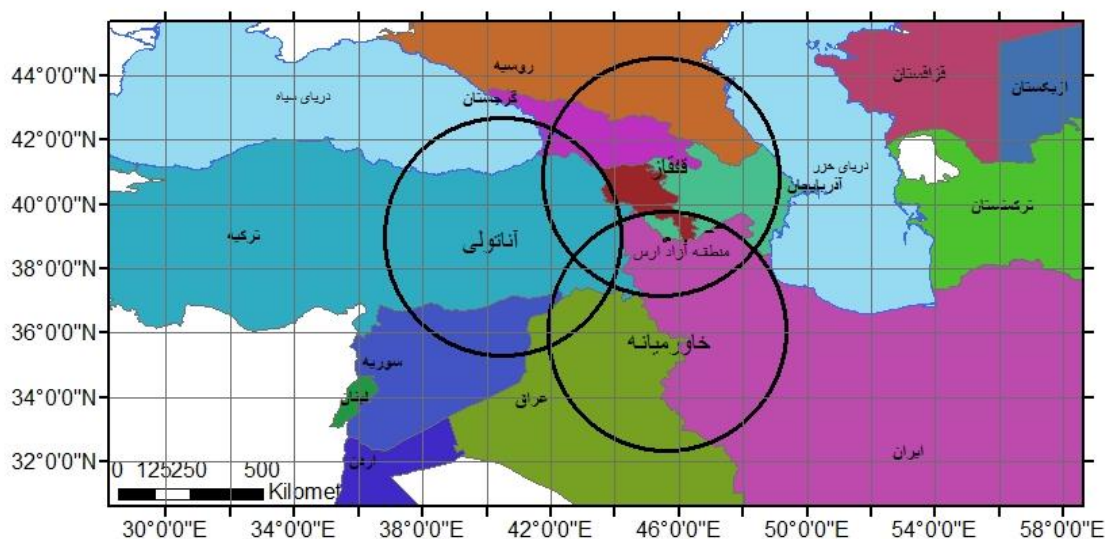 44°0'0"N
42°0'0"N
40°0'0"N
38°0'0"N
36°0'0"N
34°0'0"N
32°0'0"N
روسیه
قزاقستان
ازبکستان
دریای سیاه
گرجستان
قفقاز
دریای خزر
آذربایجان
ترکمنستان
ترکیه
آناتولی
منطقه آزاد ارس
خاورمیانه
سوریه
لبنان
عراق
ایران
اردن
0 125 250 500
Kilomet
30°0'0"E 34°0'0"E 38°0'0"E 42°0'0"E 46°0'0"E 50°0'0"E 54°0'0"E 58°0'0"E